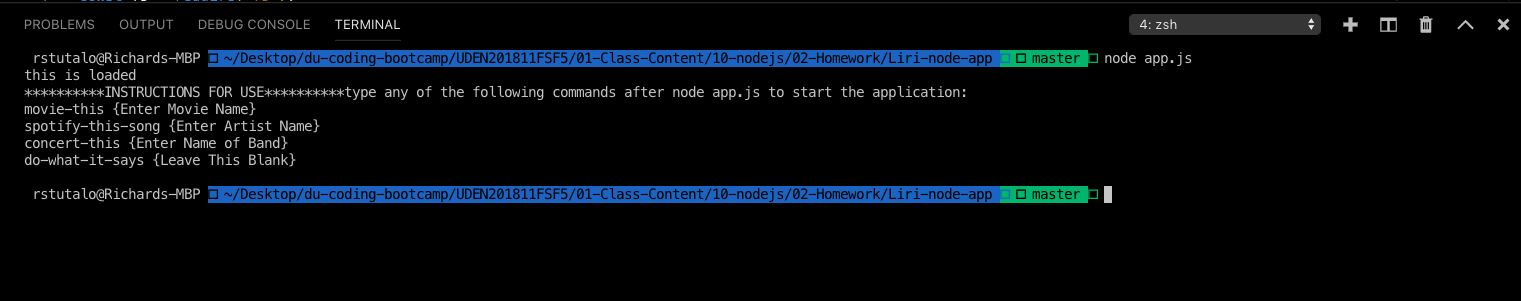 PROBLEMS OUTPUT DEBUG CONSOLE TERMINAL 4: zsh
rstutalo@Richards-MBP ~/Desktop/du-coding-bootcamp/UDEN201811FSF5/01-Class-Content/10-nodejs/02-Homework/Liri-node-app master node app.js
this is loaded
**********INSTRUCTIONS FOR USE**********type any of the following commands after node app.js to start the application:
movie-this {Enter Movie Name}
spotify-this-song {Enter Artist Name}
concert-this {Enter Name of Band}
do-what-it-says {Leave This Blank}
rstutalo@Richards-MBP ~/Desktop/du-coding-bootcamp/UDEN201811FSF5/01-Class-Content/10-nodejs/02-Homework/Liri-node-app master